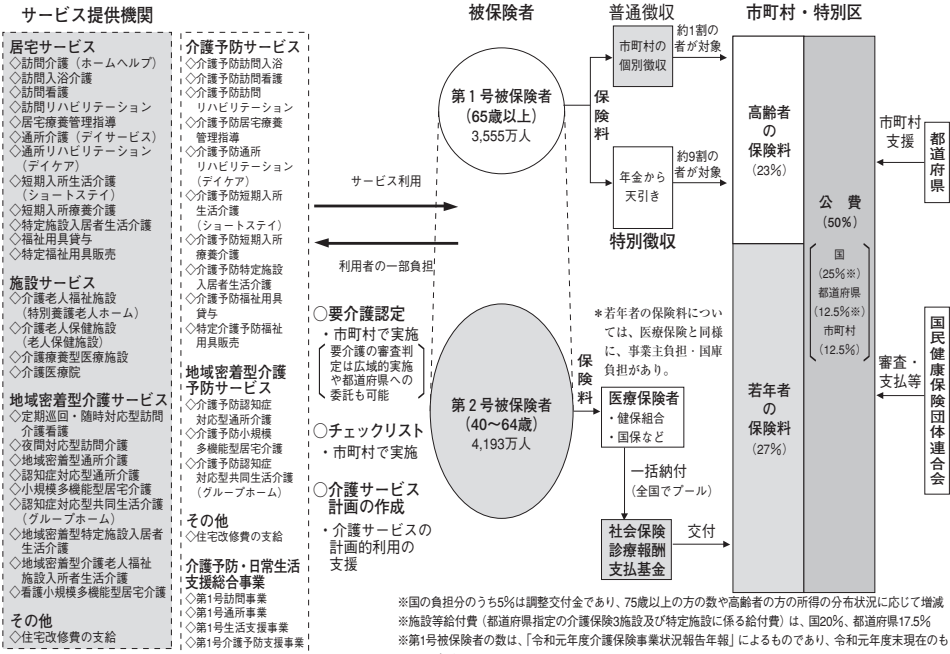 サービス提供機関
居宅サービス
◇訪問介護（ホームヘルプ）
◇訪問入浴介護
◇訪問看護
◇訪問リハビリテーション
◇居宅療養管理指導
◇通所介護（デイサービス）
◇通所リハビリテーション
（デイケア）
◇短期入所生活介護
（ショートステイ）
◇短期入所療養介護
◇特定施設入居者生活介護
◇福祉用具貸与
◇特定福祉用具販売
施設サービス
◇介護老人福祉施設
（特別養護老人ホーム）
◇介護老人保健施設
（老人保健施設）
◇介護療養型医療施設
◇介護医療院
地域密着型介護サービス
◇定期巡回・随時対応型訪問
介護看護
◇夜間対応型訪問介護
◇地域密着型通所介護
◇認知症対応型通所介護
◇小規模多機能型居宅介護
◇認知症対応型共同生活介護
（グループホーム）
◇地域密着型特定施設入居者
生活介護
◇地域密着型介護老人福祉
施設入所者生活介護
◇看護小規模多機能型居宅介護
その他
◇住宅改修費の支給
介護予防サービス
◇介護予防訪問入浴
◇介護予防訪問看護
◇介護予防訪問
リハビリテーション
◇介護予防居宅療養
管理指導
◇介護予防通所
リハビリテーション
（デイケア）
◇介護予防短期入所
生活介護
（ショートステイ）
◇介護予防短期入所
療養介護
◇介護予防特定施設
入居者生活介護
◇介護予防福祉用具
貸与
◇特定介護予防福祉
用具販売
地域密着型介護
予防サービス
◇介護予防認知症
対応型通所介護
◇介護予防小規模
多機能型居宅介護
◇介護予防認知症
対応型共同生活介護
（グループホーム）
その他
◇住宅改修費の支給
介護予防・日常生活
支援総合事業
◇第1号訪問事業
◇第1号通所事業
◇第1号生活支援事業
◇第1号介護予防支援事業
サービス利用
利用者の一部負担
○要介護認定
・市町村で実施
要介護の審査判
定は広域的実施
や都道府県への
委託も可能
○チェックリスト
・市町村で実施
○介護サービス
計画の作成
・介護サービスの
計画的利用の
支援
被保険者
第1号被保険者
（65歳以上）
3,555万人
第2号被保険者
（40～64歳）
4,193万人
保険料
普通徴収
市町村の
個別徴収
約1割の
者が対象
年金から
天引き
約9割の
者が対象
特別徴収
＊若年者の保険料につい
ては、医療保険と同様
に、事業主負担・国庫
負担があり。
保険料
医療保険者
・健保組合
・国保など
一括納付
（全国でプール）
社会保険
診療報酬
支払基金
交付
市町村・特別区
高齢者
の
保険料
（23%）
若年者
の
保険料
（27%）
公費
（50%）
国
（25%※）
都道府県
（12.5%※）
市町村
（12.5%）
市町村
支援
都道府県
審査・
支払等
国民健康保険団体連合会
※国の負担分のうち5%は調整交付金であり、75歳以上の方の数や高齢者の方の所得の分布状況に応じて増減
※施設等給付費（都道府県指定の介護保険3施設及び特定施設に係る給付費）は、国20%、都道府県17.5%
※第1号被保険者の数は、「令和元年度介護保険事業状況報告年報」によるものであり、令和元年度末現在のも